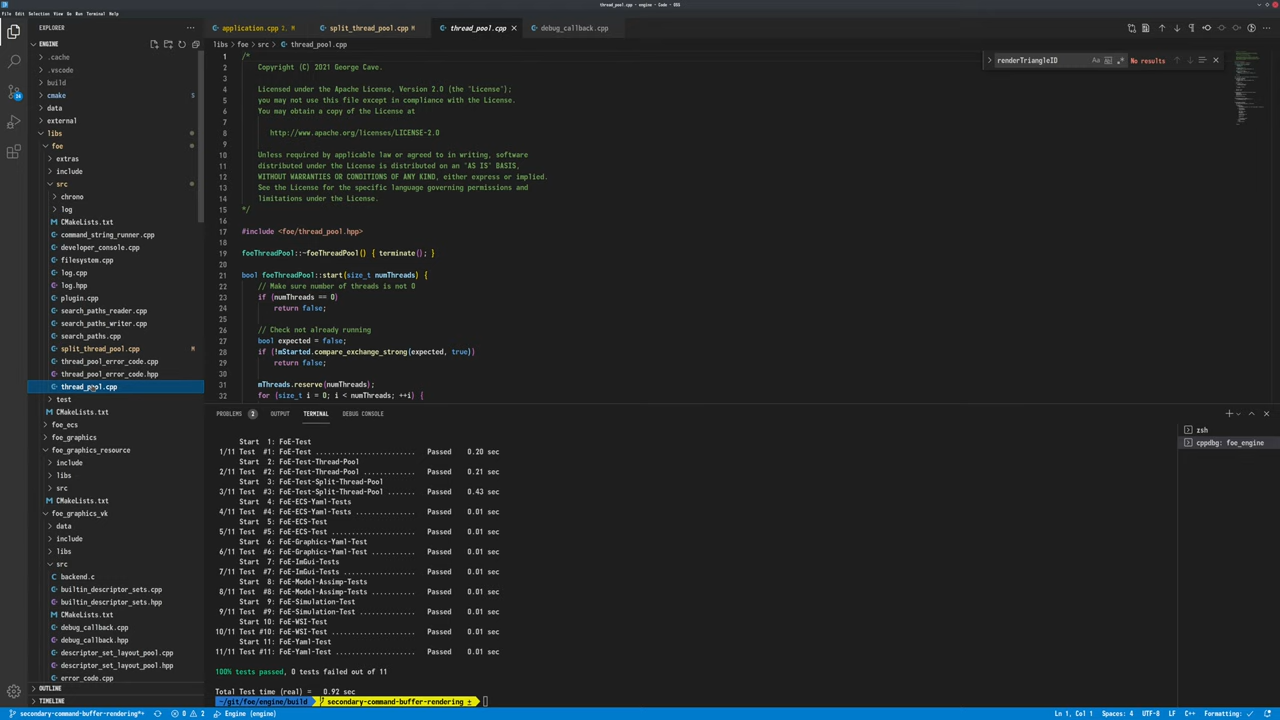 thread_pool.cpp - engine - Code - OSS
File Edit Selection View Go Run Terminal Help
EXPLORER
application.cpp 2, M
split_thread_pool.cpp M
thread_pool.cpp
debug_callback.cpp
ENGINE
libs > foe > src > thread_pool.cpp
renderTriangleID
No results
.cache
.vscode
build
cmake
data
external
libs
foe
extras
include
src
chrono
log
CMakeLists.txt
command_string_runner.cpp
developer_console.cpp
filesystem.cpp
log.cpp
log.hpp
plugin.cpp
search_paths_reader.cpp
search_paths_writer.cpp
search_paths.cpp
split_thread_pool.cpp M
thread_pool_error_code.cpp
thread_pool_error_code.hpp
thread_pool.cpp
test
CMakeLists.txt
foe_ecs
foe_graphics
foe_graphics_resource
include
libs
src
CMakeLists.txt
foe_graphics_vk
data
include
libs
src
backend.c
builtin_descriptor_sets.cpp
builtin_descriptor_sets.hpp
CMakeLists.txt
debug_callback.cpp
debug_callback.hpp
descriptor_set_layout_pool.cpp
descriptor_set_layout_pool.hpp
error_code.cpp
OUTLINE
TIMELINE
1 /*
2 Copyright (C) 2021 George Cave.
3
4 Licensed under the Apache License, Version 2.0 (the 'License');
5 you may not use this file except in compliance with the License.
6 You may obtain a copy of the License at
7
8 http://www.apache.org/licenses/LICENSE-2.0
9
10 Unless required by applicable law or agreed to in writing, software
11 distributed under the License is distributed on an 'AS IS' BASIS,
12 WITHOUT WARRANTIES OR CONDITIONS OF ANY KIND, either express or implied.
13 See the License for the specific language governing permissions and
14 limitations under the License.
15 */
16
17 #include <foe/thread_pool.hpp>
18
19 foeThreadPool::~foeThreadPool() { terminate(); }
20
21 bool foeThreadPool::start(size_t numThreads) {
22 // Make sure number of threads is not 0
23 if (numThreads == 0)
24 return false;
25
26 // Check not already running
27 bool expected = false;
28 if (!mStarted.compare_exchange_strong(expected, true))
29 return false;
30
31 mThreads.reserve(numThreads);
32 for (size_t i = 0; i < numThreads; ++i) {
PROBLEMS 2 OUTPUT TERMINAL DEBUG CONSOLE
zsh
cppdbg: foe_engine
Start 1: FoE-Test
1/11 Test #1: FoE-Test ......................... Passed 0.20 sec
Start 2: FoE-Test-Thread-Pool
2/11 Test #2: FoE-Test-Thread-Pool ............. Passed 0.21 sec
Start 3: FoE-Test-Split-Thread-Pool
3/11 Test #3: FoE-Test-Split-Thread-Pool ....... Passed 0.43 sec
Start 4: FoE-ECS-Yaml-Tests
4/11 Test #4: FoE-ECS-Yaml-Tests ............... Passed 0.01 sec
Start 5: FoE-ECS-Test
5/11 Test #5: FoE-ECS-Test ..................... Passed 0.01 sec
Start 6: FoE-Graphics-Yaml-Test
6/11 Test #6: FoE-Graphics-Yaml-Test ........... Passed 0.01 sec
Start 7: FoE-ImGui-Tests
7/11 Test #7: FoE-ImGui-Tests .................. Passed 0.01 sec
Start 8: FoE-Model-Assimp-Tests
8/11 Test #8: FoE-Model-Assimp-Tests ........... Passed 0.01 sec
Start 9: FoE-Simulation-Test
9/11 Test #9: FoE-Simulation-Test .............. Passed 0.01 sec
Start 10: FoE-WSI-Test
10/11 Test #10: FoE-WSI-Test ..................... Passed 0.01 sec
Start 11: FoE-Yaml-Test
11/11 Test #11: FoE-Yaml-Test .................... Passed 0.01 sec
100% tests passed, 0 tests failed out of 11
Total Test time (real) = 0.92 sec
~/git/foe/engine/build secondary-command-buffer-rendering ±
secondary-command-buffer-rendering*+ 0 2 Engine (engine)
Ln 1, Col 1 Spaces: 4 UTF-8 LF C++ Formatting: ✓